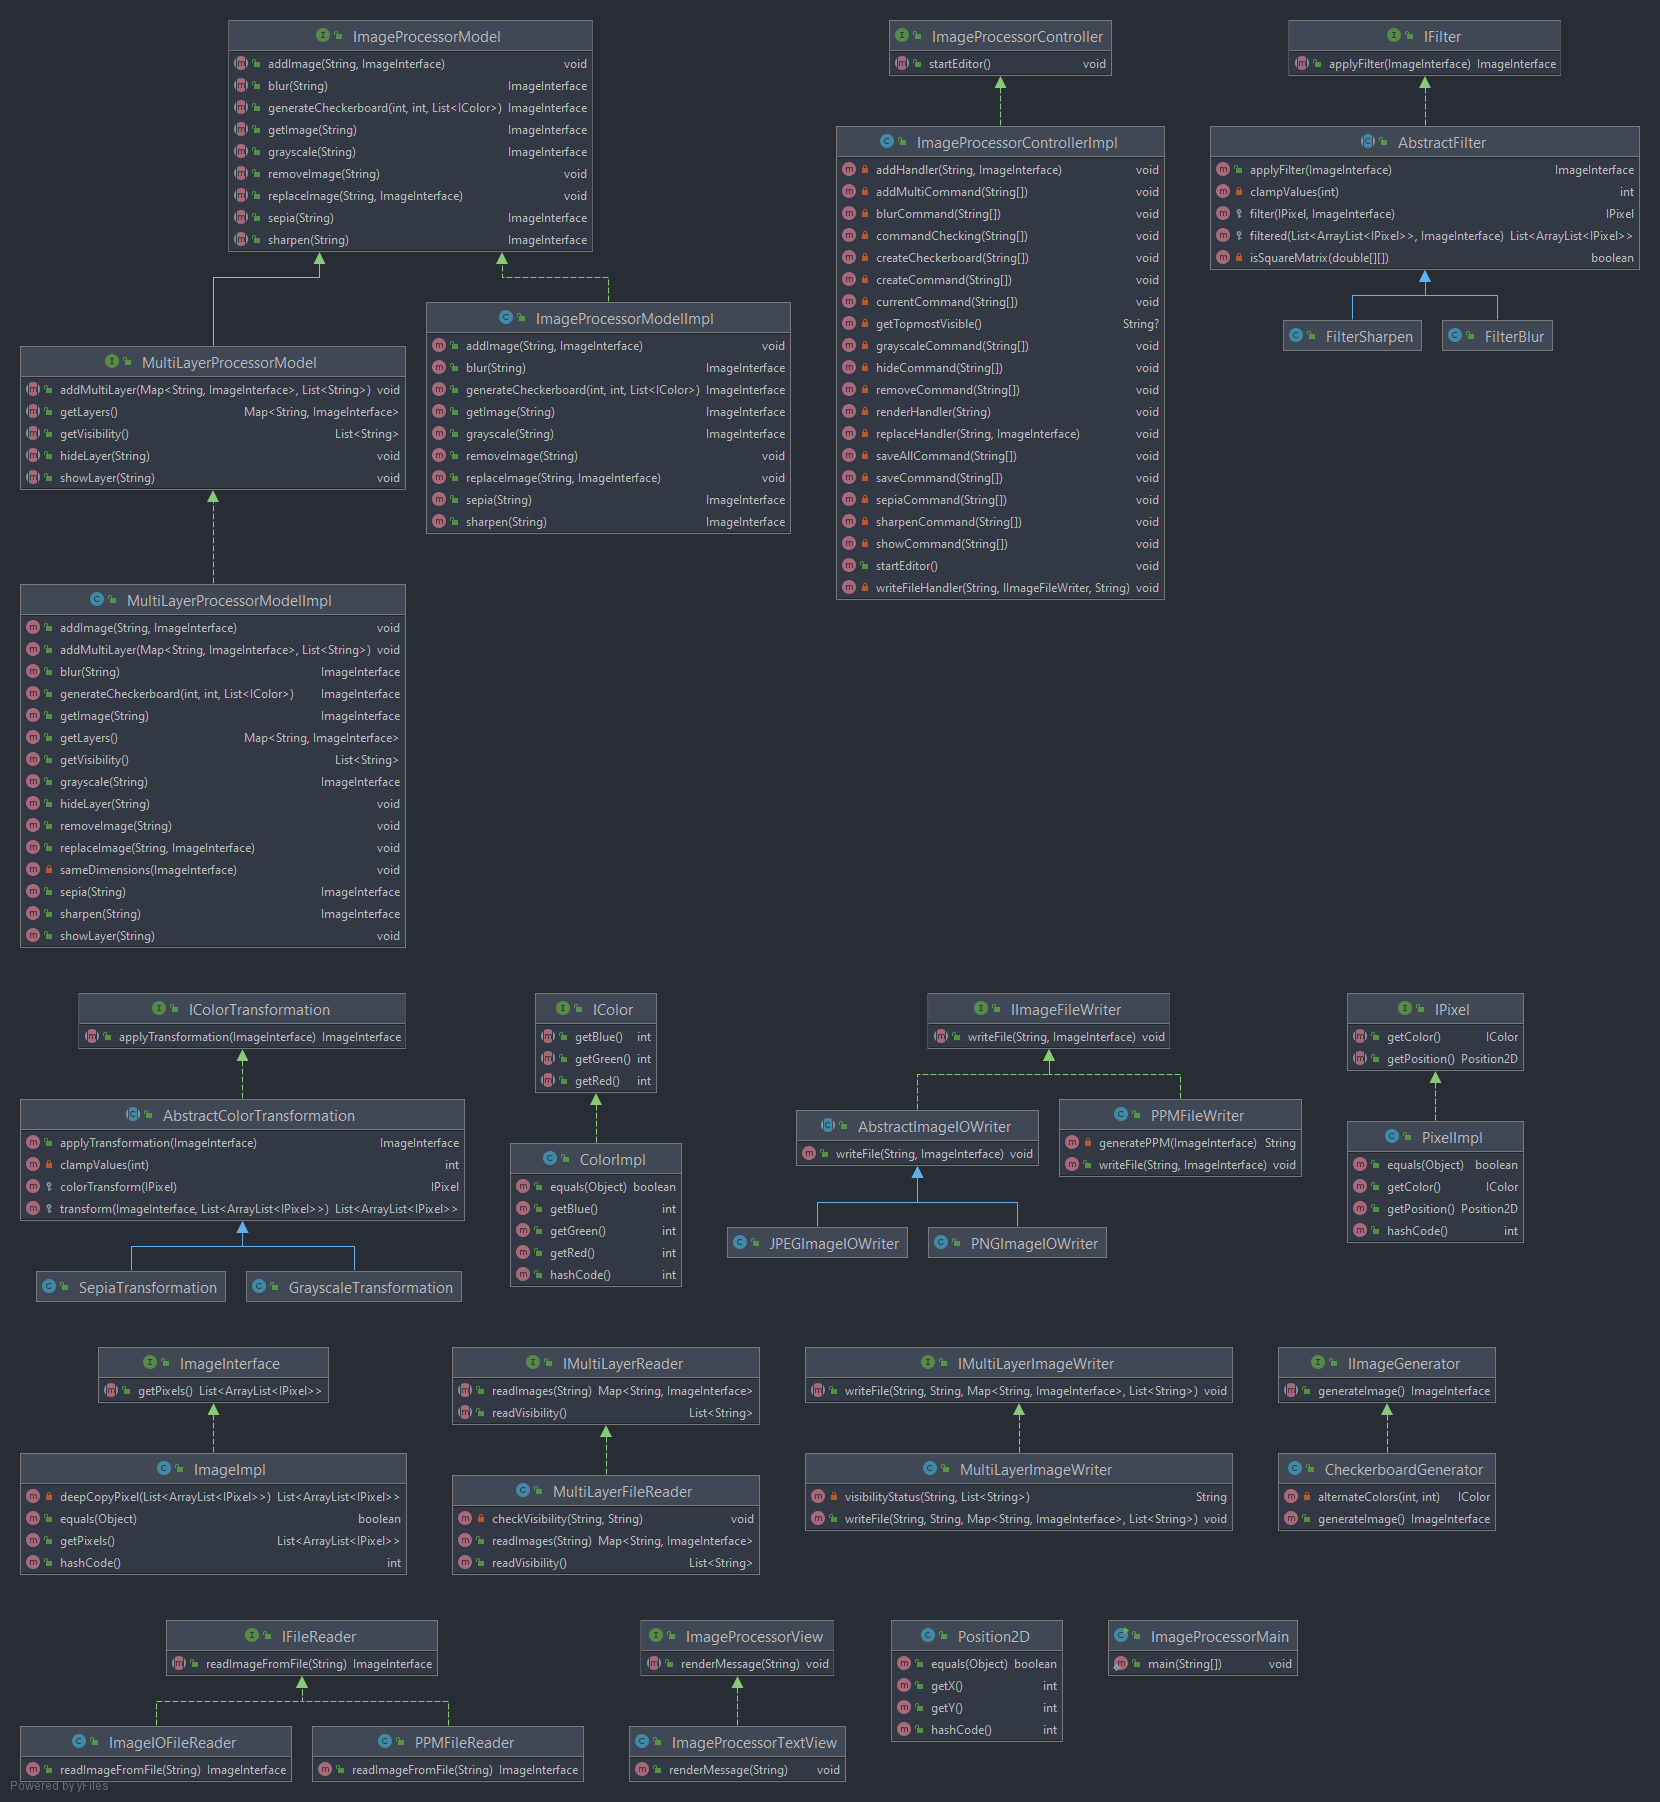 ImageProcessorModel
addImage(String, ImageInterface) void
blur(String) ImageInterface
generateCheckerboard(int, int, List<IColor>) ImageInterface
getImage(String) ImageInterface
grayscale(String) ImageInterface
removeImage(String) void
replaceImage(String, ImageInterface) void
sepia(String) ImageInterface
sharpen(String) ImageInterface
ImageProcessorController
startEditor() void
IFilter
applyFilter(ImageInterface) ImageInterface
ImageProcessorControllerImpl
addHandler(String, ImageInterface) void
addMultiCommand(String[]) void
blurCommand(String[]) void
commandChecking(String[]) void
createCheckerboard(String[]) void
createCommand(String[]) void
currentCommand(String[]) void
getTopmostVisible() String?
grayscaleCommand(String[]) void
hideCommand(String[]) void
removeCommand(String[]) void
renderHandler(String) void
replaceHandler(String, ImageInterface) void
saveAllCommand(String[]) void
saveCommand(String[]) void
sepiaCommand(String[]) void
sharpenCommand(String[]) void
showCommand(String[]) void
startEditor() void
writeFileHandler(String, IImageFileWriter, String) void
AbstractFilter
applyFilter(ImageInterface) ImageInterface
clampValues(int) int
filter(IPixel, ImageInterface) IPixel
filtered(List<ArrayList<IPixel>>, ImageInterface) List<ArrayList<IPixel>>
isSquareMatrix(double[][]) boolean
FilterSharpen
FilterBlur
MultiLayerProcessorModel
addMultiLayer(Map<String, ImageInterface>, List<String>) void
getLayers() Map<String, ImageInterface>
getVisibility() List<String>
hideLayer(String) void
showLayer(String) void
ImageProcessorModelImpl
addImage(String, ImageInterface) void
blur(String) ImageInterface
generateCheckerboard(int, int, List<IColor>) ImageInterface
getImage(String) ImageInterface
grayscale(String) ImageInterface
removeImage(String) void
replaceImage(String, ImageInterface) void
sepia(String) ImageInterface
sharpen(String) ImageInterface
MultiLayerProcessorModelImpl
addImage(String, ImageInterface) void
addMultiLayer(Map<String, ImageInterface>, List<String>) void
blur(String) ImageInterface
generateCheckerboard(int, int, List<IColor>) ImageInterface
getImage(String) ImageInterface
getLayers() Map<String, ImageInterface>
getVisibility() List<String>
grayscale(String) ImageInterface
hideLayer(String) void
removeImage(String) void
replaceImage(String, ImageInterface) void
sameDimensions(ImageInterface) void
sepia(String) ImageInterface
sharpen(String) ImageInterface
showLayer(String) void
IColorTransformation
applyTransformation(ImageInterface) ImageInterface
AbstractColorTransformation
applyTransformation(ImageInterface) ImageInterface
clampValues(int) int
colorTransform(IPixel) IPixel
transform(ImageInterface, List<ArrayList<IPixel>>) List<ArrayList<IPixel>>
SepiaTransformation
GrayscaleTransformation
IColor
getBlue() int
getGreen() int
getRed() int
ColorImpl
equals(Object) boolean
getBlue() int
getGreen() int
getRed() int
hashCode() int
IImageFileWriter
writeFile(String, ImageInterface) void
AbstractImageIOWriter
writeFile(String, ImageInterface) void
PPMFileWriter
generatePPM(ImageInterface) String
writeFile(String, ImageInterface) void
JPEGImageIOWriter
PNGImageIOWriter
IPixel
getColor() IColor
getPosition() Position2D
PixelImpl
equals(Object) boolean
getColor() IColor
getPosition() Position2D
hashCode() int
ImageInterface
getPixels() List<ArrayList<IPixel>>
ImageImpl
deepCopyPixel(List<ArrayList<IPixel>>) List<ArrayList<IPixel>>
equals(Object) boolean
getPixels() List<ArrayList<IPixel>>
hashCode() int
IMultiLayerReader
readImages(String) Map<String, ImageInterface>
readVisibility() List<String>
MultiLayerFileReader
checkVisibility(String, String) void
readImages(String) Map<String, ImageInterface>
readVisibility() List<String>
IMultiLayerImageWriter
writeFile(String, String, Map<String, ImageInterface>, List<String>) void
MultiLayerImageWriter
visibilityStatus(String, List<String>) String
writeFile(String, String, Map<String, ImageInterface>, List<String>) void
IImageGenerator
generateImage() ImageInterface
CheckerboardGenerator
alternateColors(int, int) IColor
generateImage() ImageInterface
IFileReader
readImageFromFile(String) ImageInterface
ImageIOFileReader
readImageFromFile(String) ImageInterface
PPMFileReader
readImageFromFile(String) ImageInterface
ImageProcessorView
renderMessage(String) void
ImageProcessorTextView
renderMessage(String) void
Position2D
equals(Object) boolean
getX() int
getY() int
hashCode() int
ImageProcessorMain
main(String[]) void
Powered by yFiles